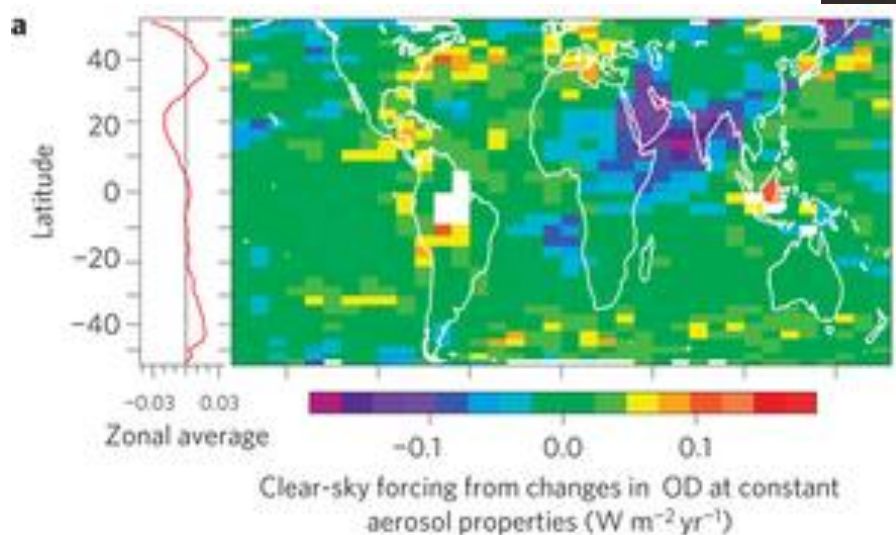 a
40
20
0
−20
−40
Latitude
−0.03 0.03
Zonal average
−0.1 0.0 0.1
Clear-sky forcing from changes in OD at constant
aerosol properties (W m−2 yr−1)